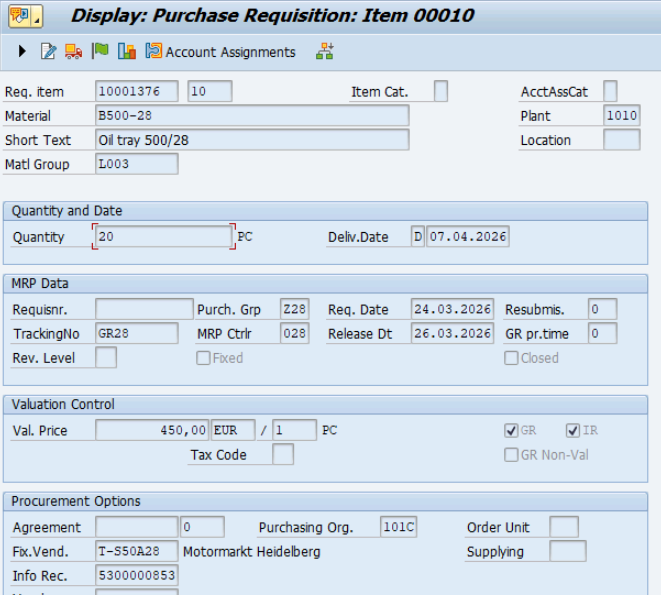 Display: Purchase Requisition: Item 00010
Account Assignments
Req. item 10001376 10 Item Cat. AcctAssCat
Material B500-28 Plant 1010
Short Text Oil tray 500/28 Location
Matl Group L003
Quantity and Date
Quantity 20 PC Deliv.Date D 07.04.2026
MRP Data
Requisnr. Purch. Grp Z28 Req. Date 24.03.2026 Resubmis. 0
TrackingNo GR28 MRP Ctrlr 028 Release Dt 26.03.2026 GR pr.time 0
Rev. Level Fixed Closed
Valuation Control
Val. Price 450,00 EUR / 1 PC GR IR
Tax Code GR Non-Val
Procurement Options
Agreement 0 Purchasing Org. 101C Order Unit
Fix.Vend. T-S50A28 Motormarkt Heidelberg Supplying
Info Rec. 5300000853